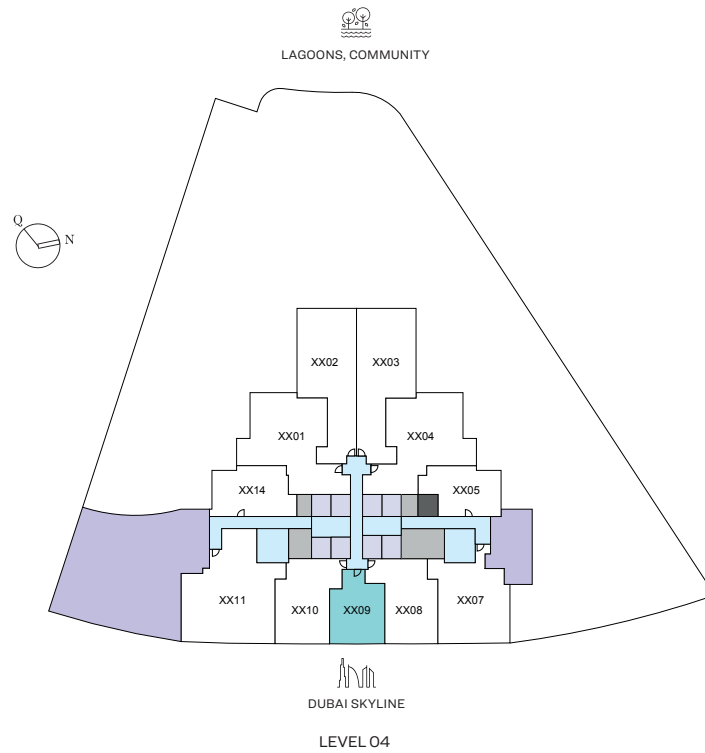 LAGOONS, COMMUNITY
Q
N
XX02 XX03
XX01 XX04
XX14 XX05
XX11 XX10 XX09 XX08 XX07
DUBAI SKYLINE
LEVEL 04